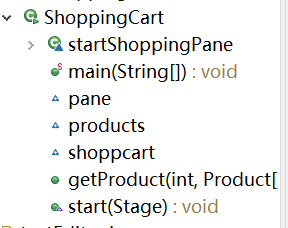 ShoppingCart
startShoppingPane
main(String[]) : void
pane
products
shoppcart
getProduct(int, Product[
start(Stage) : void